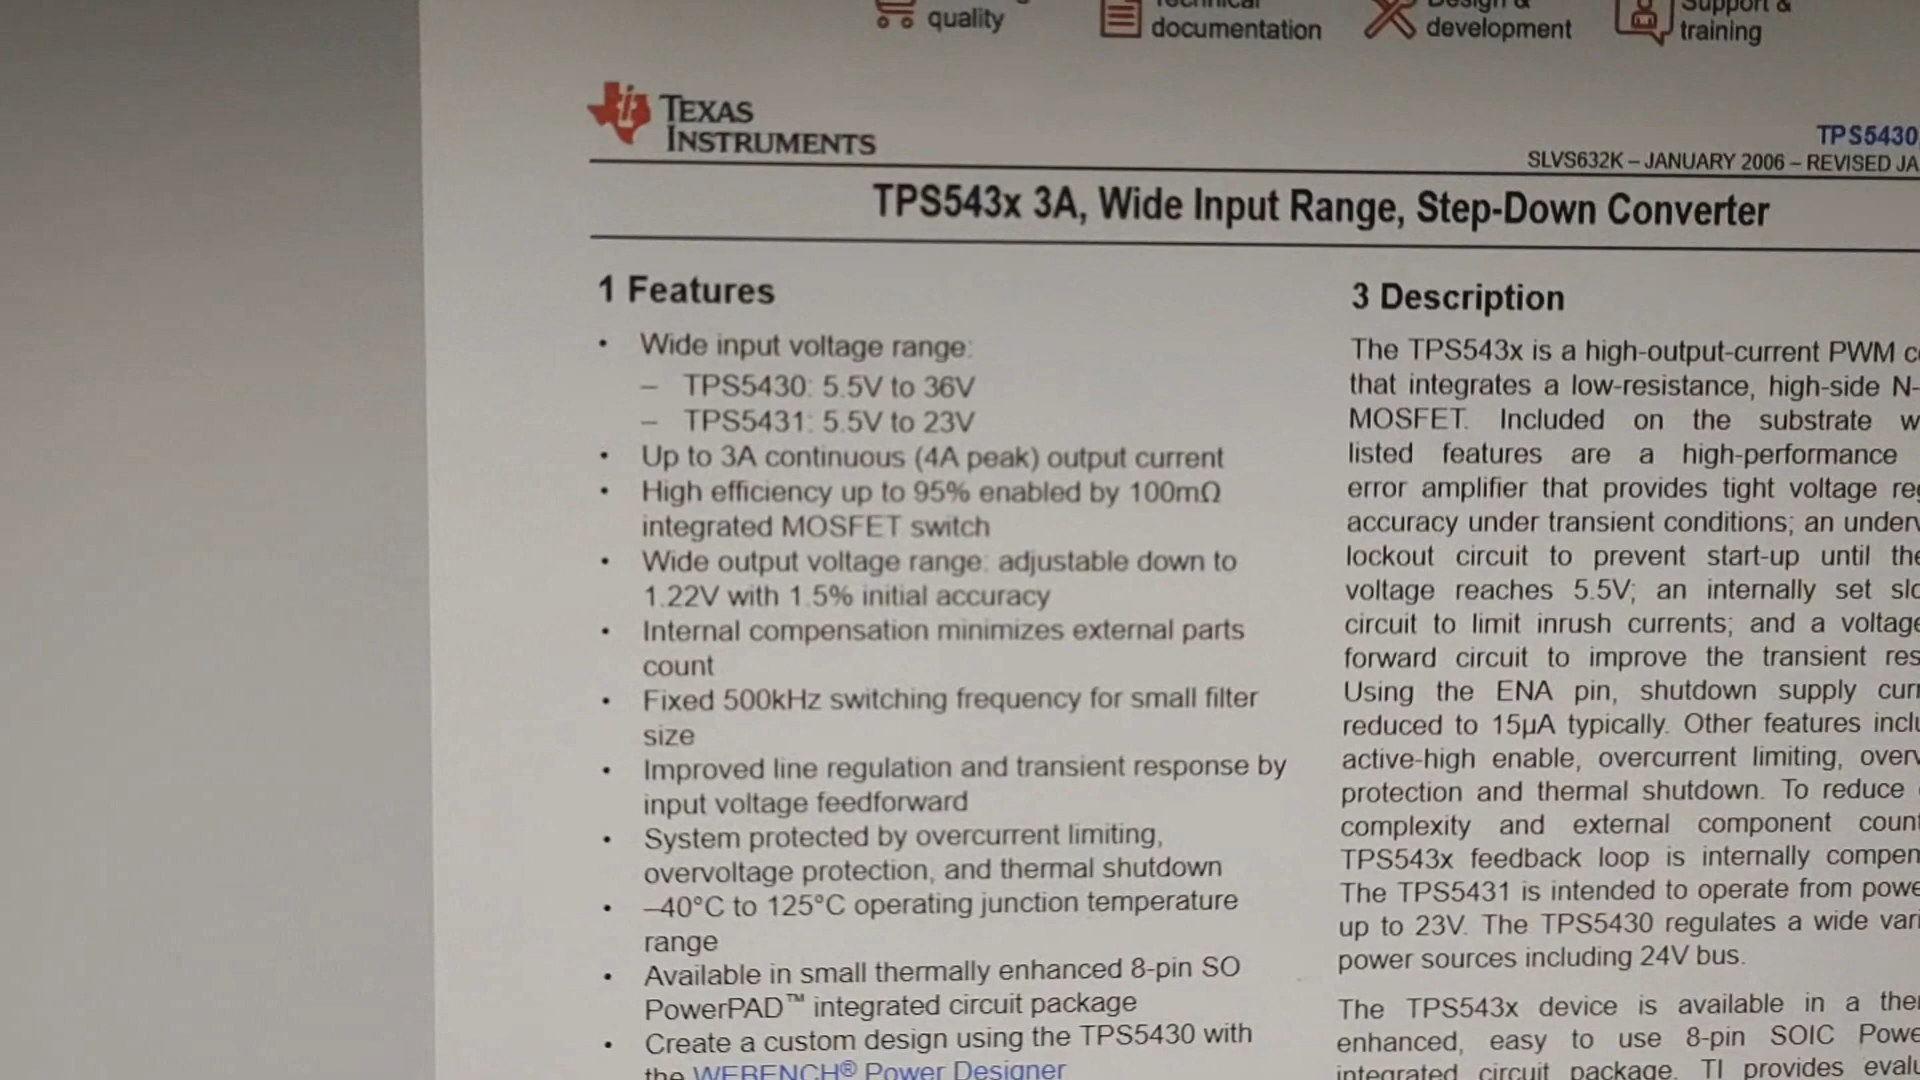 quality
documentation
development
Support &
training
TEXAS
INSTRUMENTS
TPS5430
SLVS632K – JANUARY 2006 – REVISED
TPS543x 3A, Wide Input Range, Step-Down Converter
1 Features
• Wide input voltage range:
– TPS5430: 5.5V to 36V
– TPS5431: 5.5V to 23V
• Up to 3A continuous (4A peak) output current
• High efficiency up to 95% enabled by 100mΩ
integrated MOSFET switch
• Wide output voltage range: adjustable down to
1.22V with 1.5% initial accuracy
• Internal compensation minimizes external parts
count
• Fixed 500kHz switching frequency for small filter
size
• Improved line regulation and transient response by
input voltage feedforward
• System protected by overcurrent limiting,
overvoltage protection, and thermal shutdown
• –40°C to 125°C operating junction temperature
range
• Available in small thermally enhanced 8-pin SO
PowerPAD™ integrated circuit package
• Create a custom design using the TPS5430 with
the WEBENCH® Power Designer
3 Description
The TPS543x is a high-output-current PWM
that integrates a low-resistance, high-side
MOSFET. Included on the substrate
listed features are a high-performance
error amplifier that provides tight voltage
accuracy under transient conditions; an
lockout circuit to prevent start-up until
voltage reaches 5.5V; an internally set
circuit to limit inrush currents; and a voltage
forward circuit to improve the transient
Using the ENA pin, shutdown supply
reduced to 15μA typically. Other features
active-high enable, overcurrent limiting,
protection and thermal shutdown. To reduce
complexity and external component
TPS543x feedback loop is internally
The TPS5431 is intended to operate from
up to 23V. The TPS5430 regulates a wide
power sources including 24V bus.
The TPS543x device is available in a
enhanced, easy to use 8-pin SOIC
integrated circuit package. TI provides